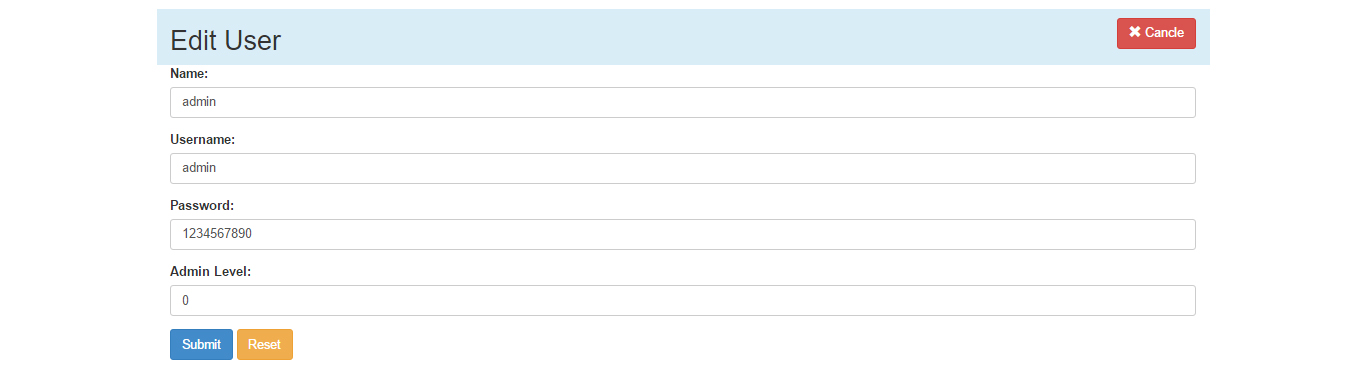 Edit User
✖ Cancle
Name:
admin
Username:
admin
Password:
1234567890
Admin Level:
0
Submit Reset